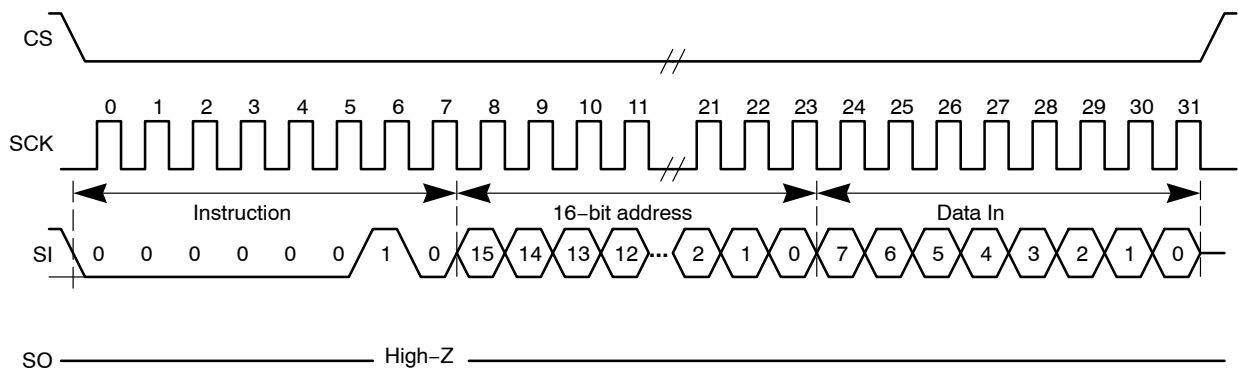 CS
0 1 2 3 4 5 6 7 8 9 10 11 21 22 23 24 25 26 27 28 29 30 31
SCK
Instruction 16−bit address Data In
SI 0 0 0 0 0 0 1 0 15 14 13 12 ... 2 1 0 7 6 5 4 3 2 1 0
SO High−Z